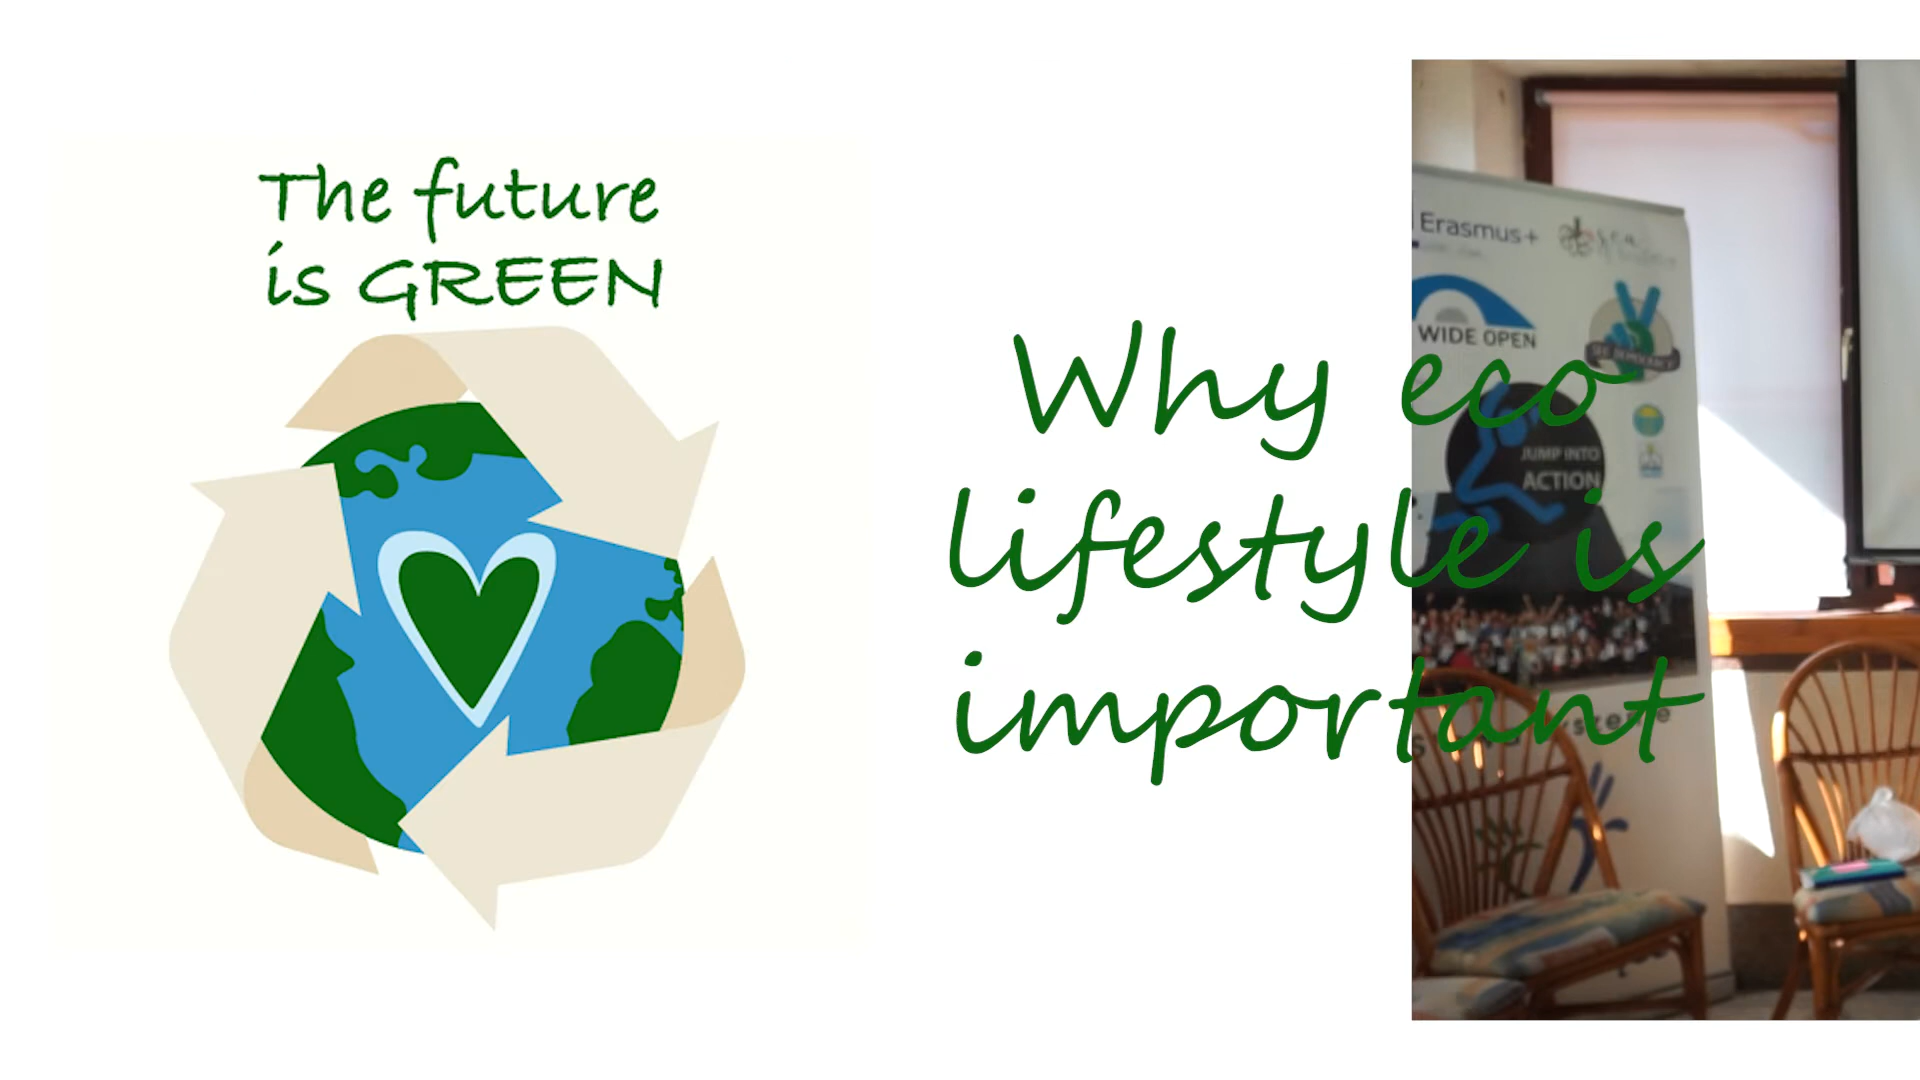 The future
is GREEN
Why eco
lifestyle is
important
Erasmus+
WIDE OPEN
JUMP INTO
ACTION